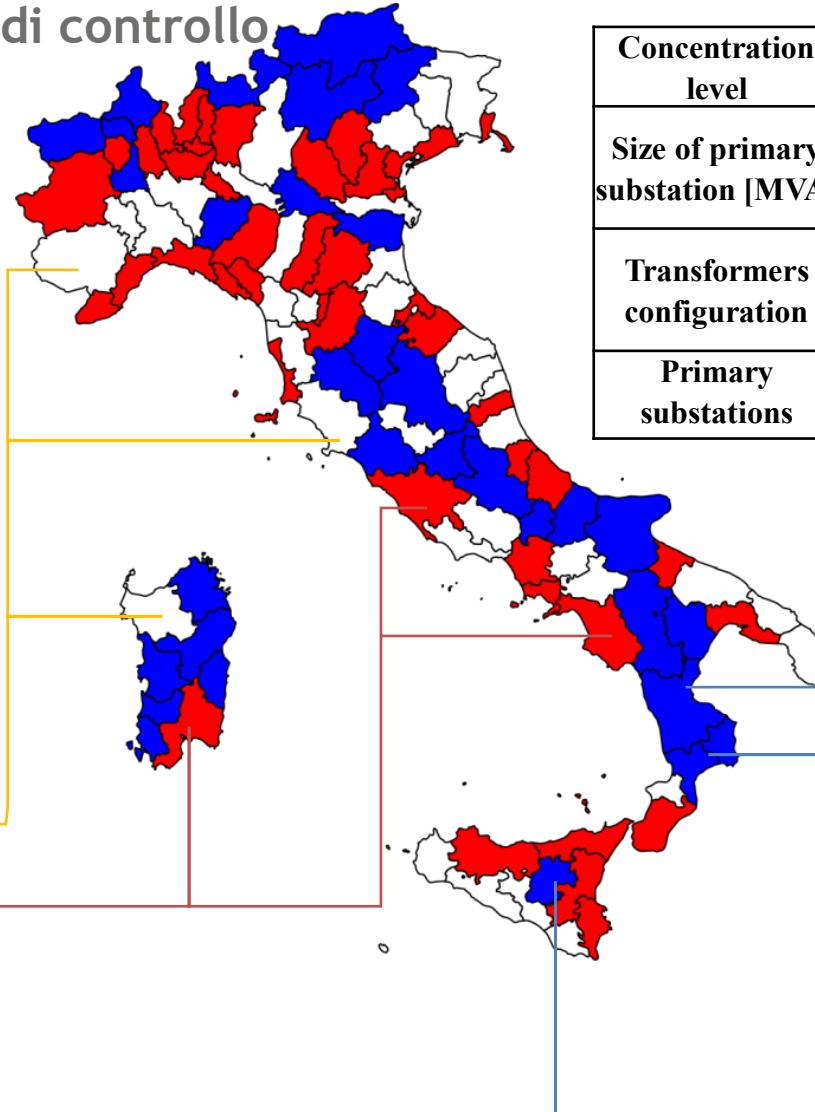 di controllo
Concentration
level
Size of primary
substation [MVA
Transformers
configuration
Primary
substations